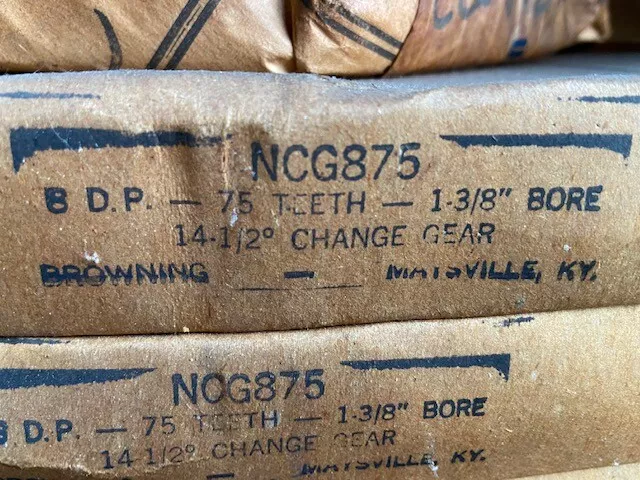 NCG875
8 D.P. — 75 TEETH — 1-3/8" BORE
14-1/2° CHANGE GEAR
BROWNING — MAYSVILLE, KY.
NCG875
8 D.P. — 75 TEETH — 1-3/8" BORE
14-1/2° CHANGE GEAR
— MAYSVILLE, KY.